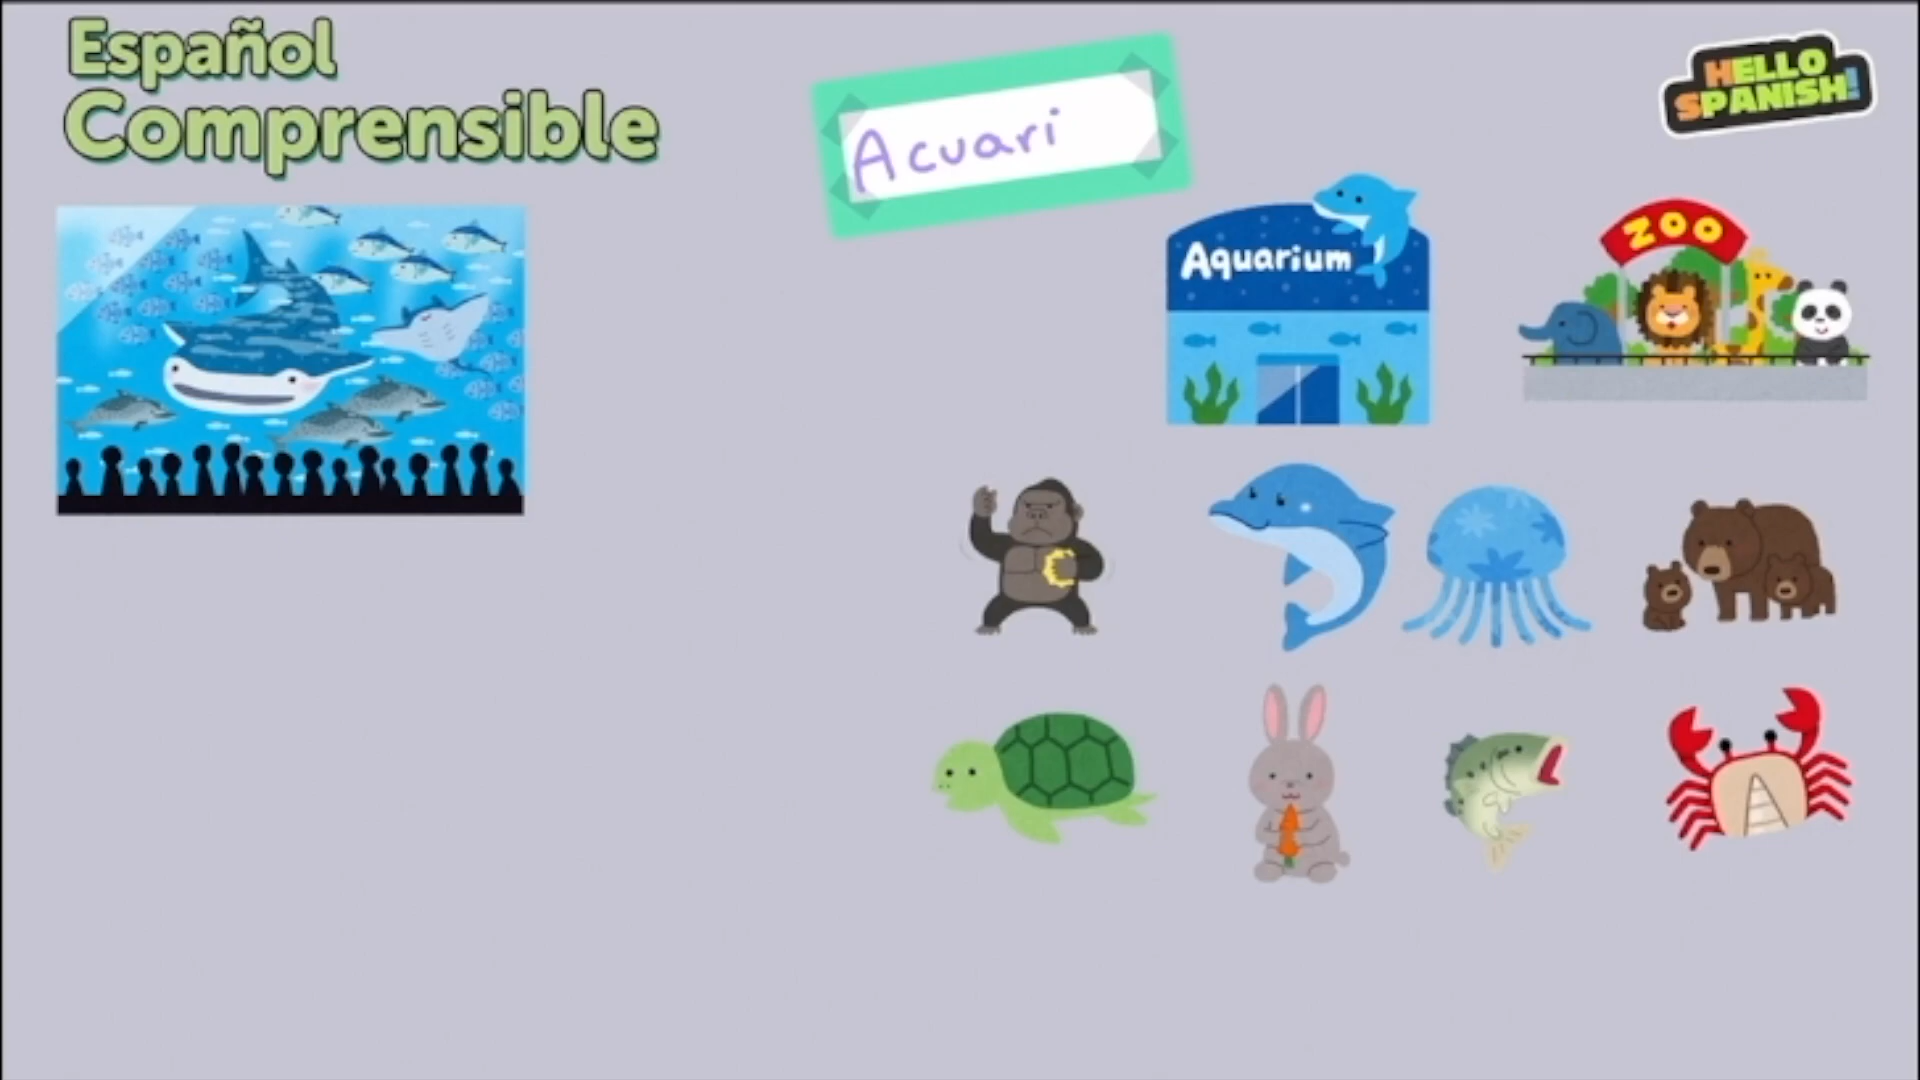 Español
Comprensible
Acuari
HELLO
SPANISH!
Aquarium
ZOO